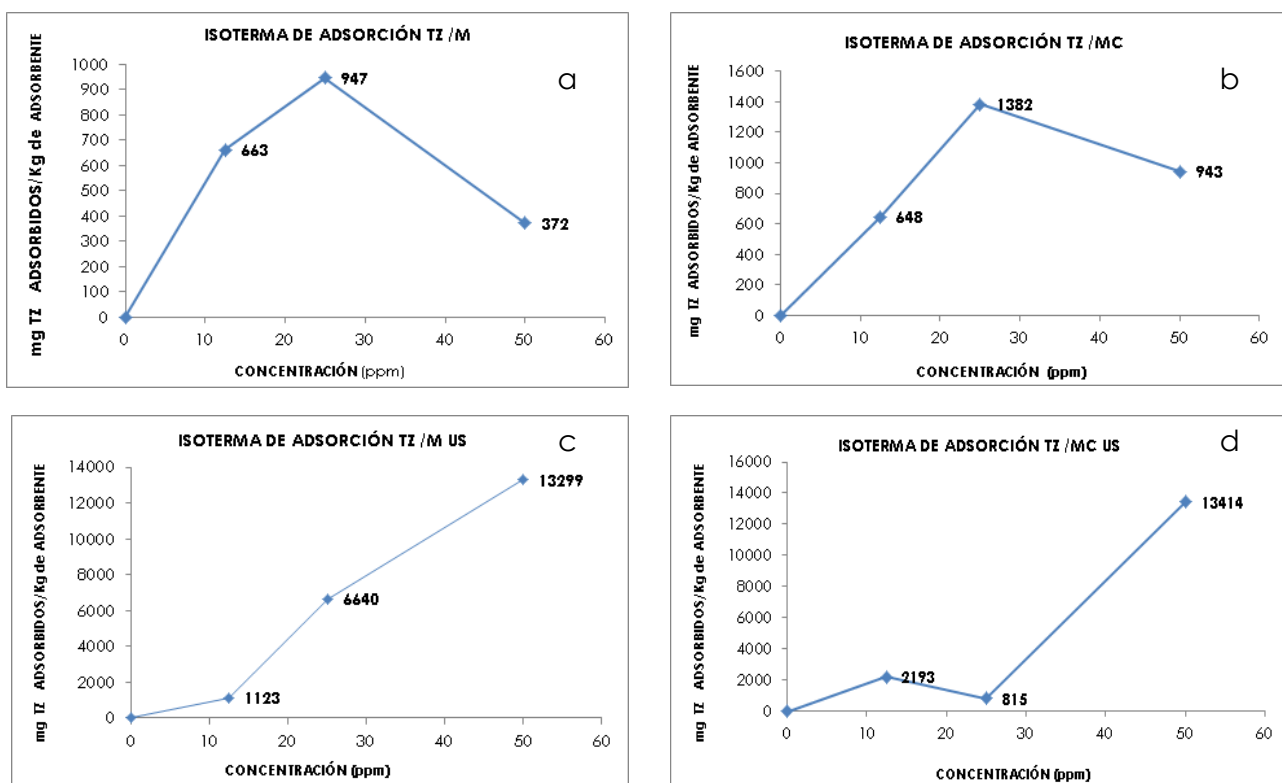 ISOTERMA DE ADSORCIÓN TZ /M
a
mg TZ ADSORBIDOS/Kg de ADSORBENTE
1000
900
800
700
600
500
400
300
200
100
0
663
947
372
0 10 20 30 40 50 60
CONCENTRACIÓN (ppm)
ISOTERMA DE ADSORCIÓN TZ /MC
b
mg TZ ADSORBIDOS/Kg de ADSORBENTE
1600
1400
1200
1000
800
600
400
200
0
648
1382
943
0 10 20 30 40 50 60
CONCENTRACIÓN (ppm)
ISOTERMA DE ADSORCIÓN TZ /M US
c
mg TZ ADSORBIDOS/Kg de ADSORBENTE
14000
12000
10000
8000
6000
4000
2000
0
1123
6640
13299
0 10 20 30 40 50 60
CONCENTRACIÓN (ppm)
ISOTERMA DE ADSORCIÓN TZ /MC US
d
mg TZ ADSORBIDOS/Kg de ADSORBENTE
16000
14000
12000
10000
8000
6000
4000
2000
0
2193
815
13414
0 10 20 30 40 50 60
CONCENTRACIÓN (ppm)